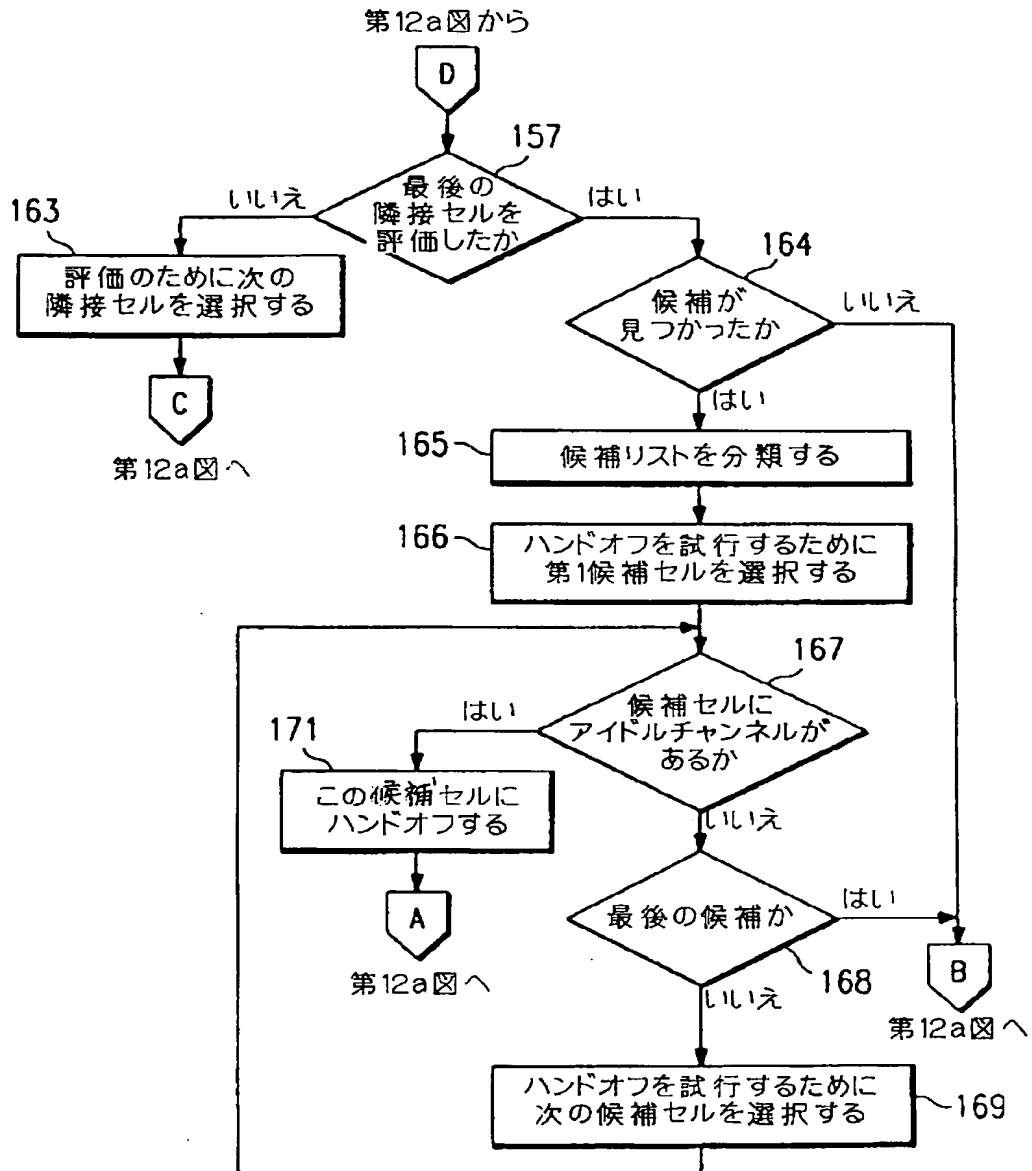 第12a図から
D
157
最後の
隣接セルを
評価したか
いいえ
はい
163
評価のために次の
隣接セルを選択する
C
第12a図へ
164
候補が
見つかったか
いいえ
はい
165
候補リストを分類する
166
ハンドオフを試行するために
第1候補セルを選択する
167
候補セルに
アイドルチャンネルが
あるか
はい
171
この候補セルに
ハンドオフする
A
第12a図へ
いいえ
最後の候補か
はい
168
B
第12a図へ
いいえ
ハンドオフを試行するために
次の候補セルを選択する
169